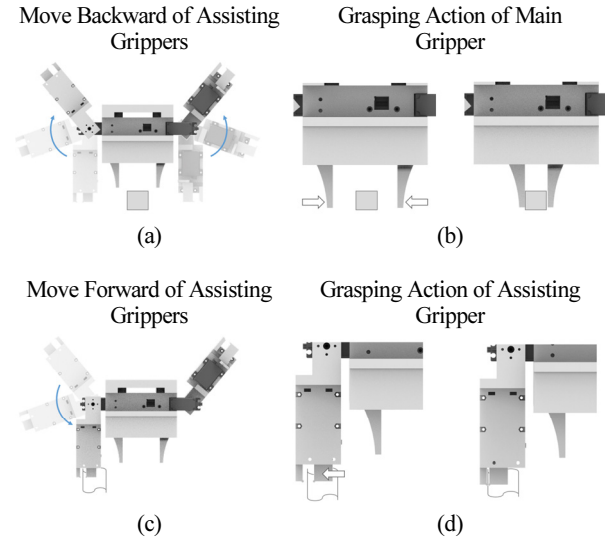 Move Backward of Assisting
Grippers
Grasping Action of Main
Gripper
(a)
(b)
Move Forward of Assisting
Grippers
Grasping Action of Assisting
Gripper
(c)
(d)